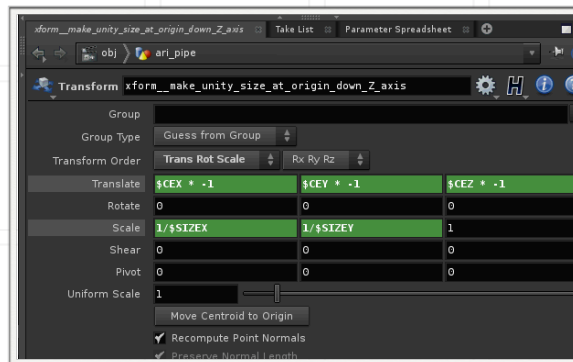 xform__make_unity_size_at_origin_down_Z_axis Take List Parameter Spreadsheet
obj ari_pipe
Transform xform__make_unity_size_at_origin_down_Z_axis
Group
Group Type Guess from Group
Transform Order Trans Rot Scale Rx Ry Rz
Translate $CEX * -1 $CEY * -1 $CEZ * -1
Rotate 0 0 0
Scale 1/$SIZEX 1/$SIZEY 1
Shear 0 0 0
Pivot 0 0 0
Uniform Scale 1
Move Centroid to Origin
Recompute Point Normals
Preserve Normal Length